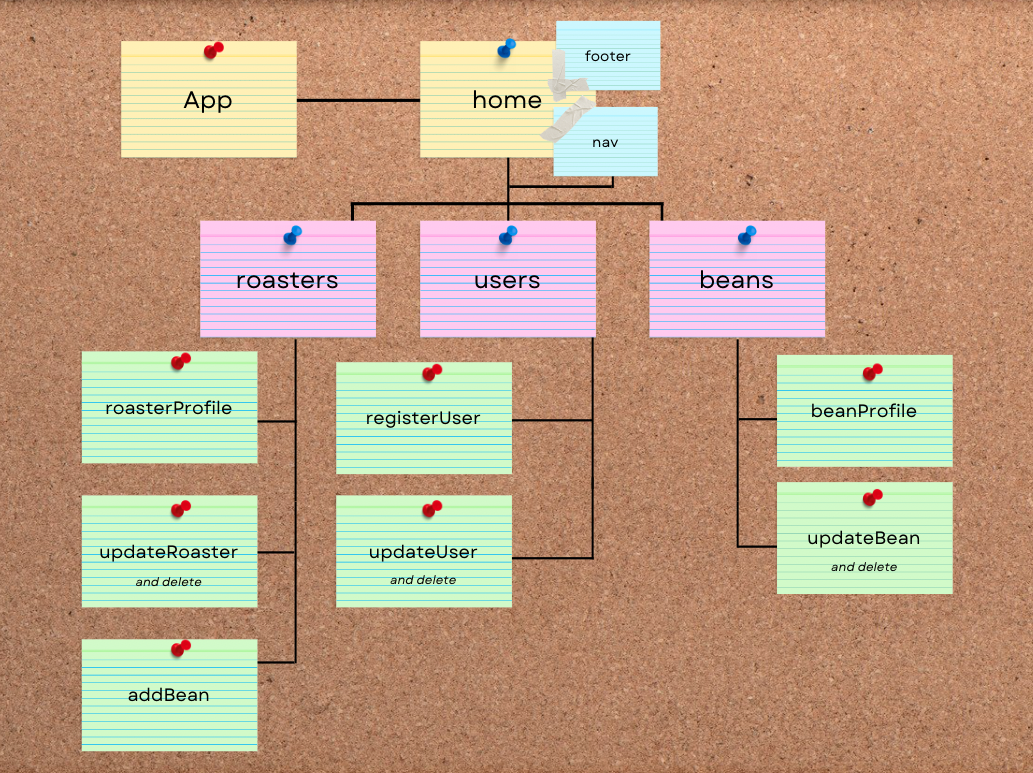 App
home
footer
nav
roasters
users
beans
roasterProfile
registerUser
beanProfile
updateRoaster
and delete
updateUser
and delete
updateBean
and delete
addBean